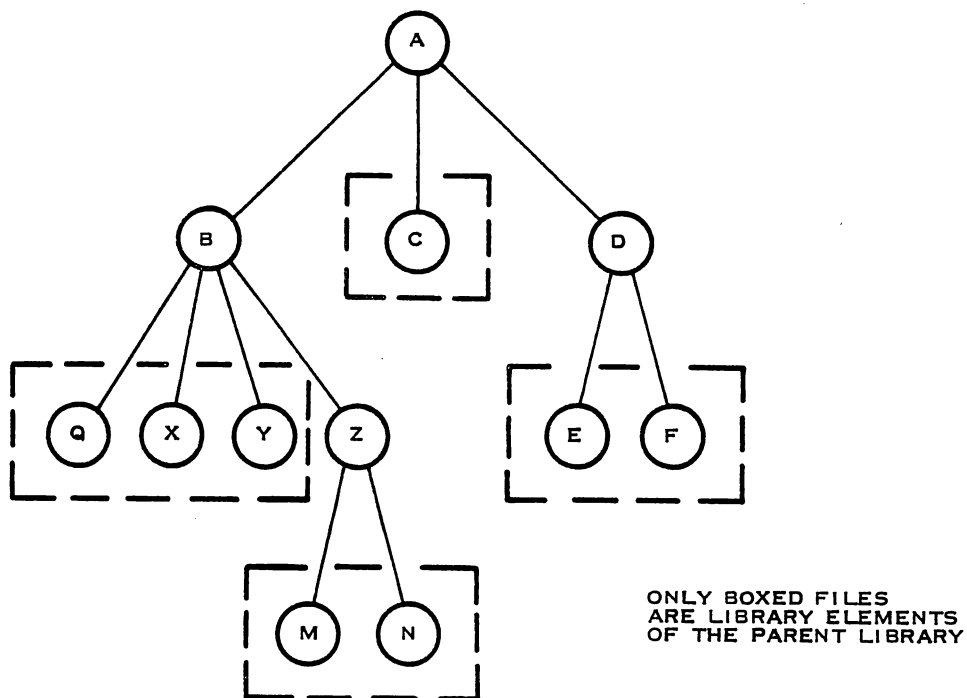 A
B
C
D
Q
X
Y
Z
E
F
M
N
ONLY BOXED FILES
ARE LIBRARY ELEMENTS
OF THE PARENT LIBRARY